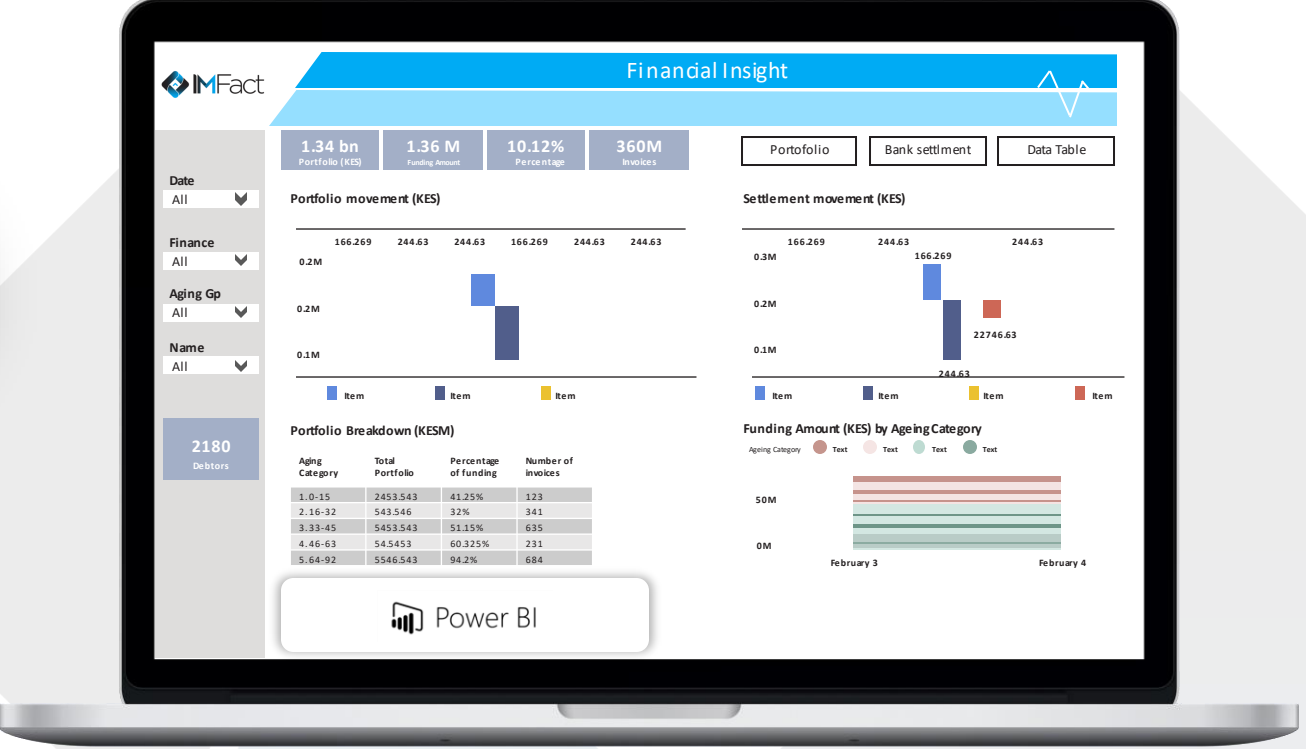 IMFact
Financial Insight
1.34 bn
Portfolio (KES)
1.36 M
Funding Amount
10.12%
Percentage
360M
Invoices
Portofolio
Bank settlment
Data Table
Date
All
Finance
All
Aging Gp
All
Name
All
2180
Debtors
Portfolio movement (KES)
166.269 244.63 244.63 166.269 244.63 244.63
0.2M
0.2M
0.1M
Item Item Item
Settlement movement (KES)
166.269 244.63 244.63
0.3M
166.269
0.2M
22746.63
0.1M
244.63
Item Item Item Item
Portfolio Breakdown (KESM)
Aging Category Total Portfolio Percentage of funding Number of invoices
1.0-15 2453.543 41.25% 123
2.16-32 543.546 32% 341
3.33-45 5453.543 51.15% 635
4.46-63 54.5453 60.325% 231
5.64-92 5546.543 94.2% 684
Funding Amount (KES) by Ageing Category
Ageing Category Text Text Text Text
50M
0M
February 3 February 4
Power BI